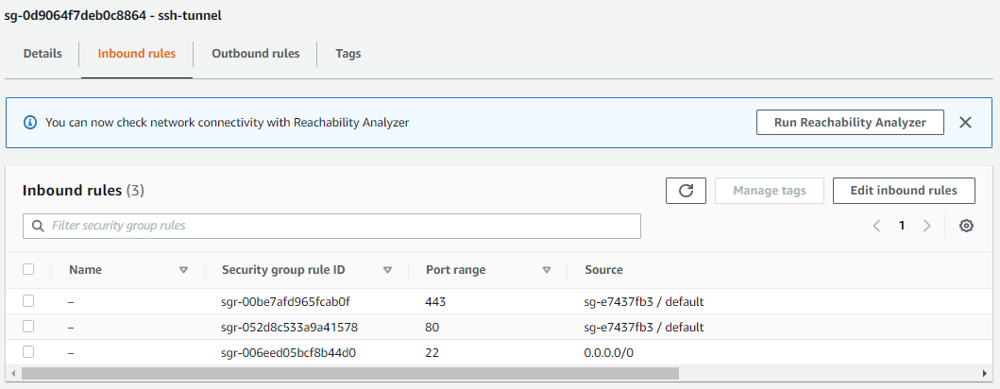 sg-0d9064f7deb0c8864 - ssh-tunnel
Details Inbound rules Outbound rules Tags
You can now check network connectivity with Reachability Analyzer Run Reachability Analyzer
Inbound rules (3) Manage tags Edit inbound rules
Filter security group rules 1
Name Security group rule ID Port range Source
– sgr-00be7afd965fcab0f 443 sg-e7437fb3 / default
– sgr-052d8c533a9a41578 80 sg-e7437fb3 / default
– sgr-006eed05bcf8b44d0 22 0.0.0.0/0